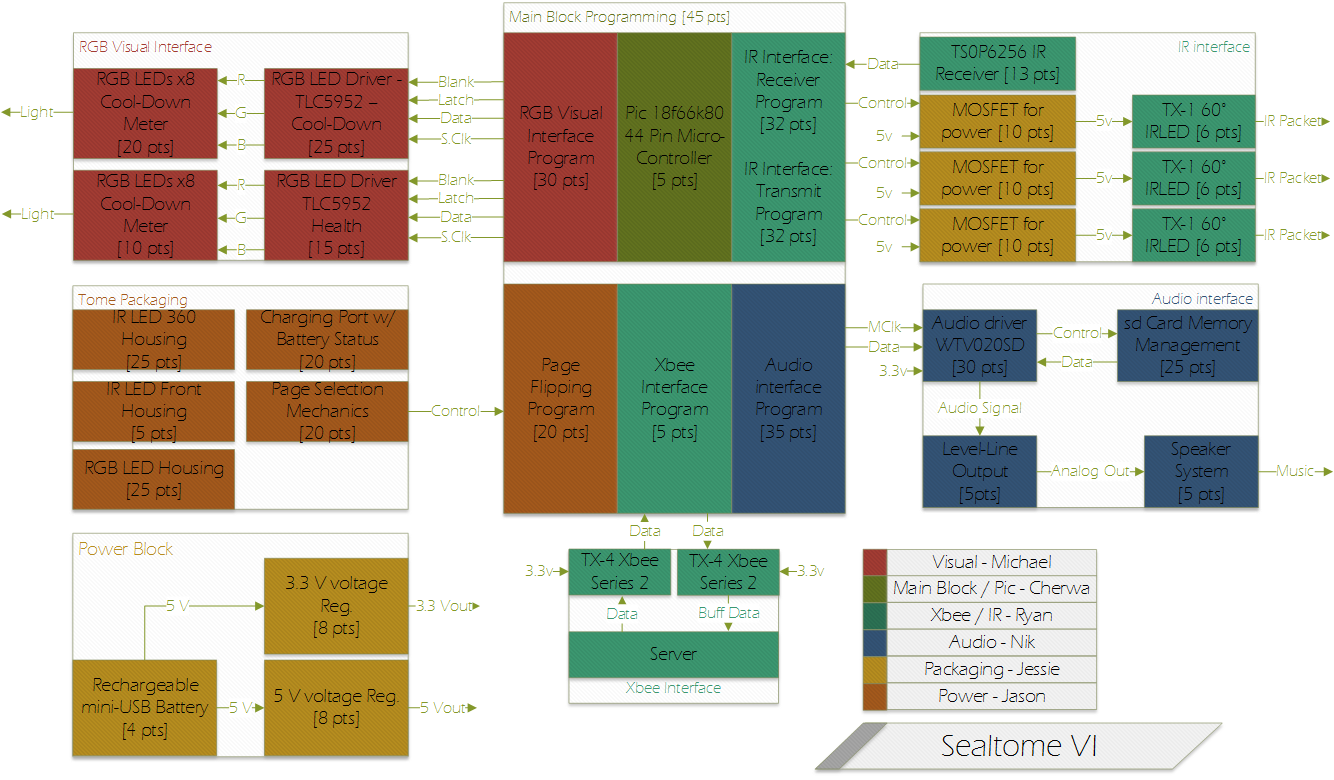 Main Block Programming [45 pts]
RGB Visual Interface
RGB LEDs x8
Cool-Down
Meter
[20 pts]
RGB LED Driver -
TLC5952 –
Cool-Down
[25 pts]
Light
R
G
B
Blank
Latch
Data
S.Clk
RGB LEDs x8
Cool-Down
Meter
[10 pts]
RGB LED Driver
TLC5952
Health
[15 pts]
Light
R
G
B
Blank
Latch
Data
S.Clk
RGB Visual
Interface
Program
[30 pts]
Pic 18f66k80
44 Pin Micro-
Controller
[5 pts]
IR Interface:
Receiver
Program
[32 pts]
IR Interface:
Transmit
Program
[32 pts]
IR interface
TS0P6256 IR
Receiver [13 pts]
Data
Control
5v
MOSFET for
power [10 pts]
5v
TX-1 60°
IRLED [6 pts]
IR Packet
Control
5v
MOSFET for
power [10 pts]
5v
TX-1 60°
IRLED [6 pts]
IR Packet
Control
5v
MOSFET for
power [10 pts]
5v
TX-1 60°
IRLED [6 pts]
IR Packet
Tome Packaging
IR LED 360
Housing
[25 pts]
Charging Port w/
Battery Status
[20 pts]
IR LED Front
Housing
[5 pts]
Page Selection
Mechanics
[20 pts]
Control
RGB LED Housing
[25 pts]
Page
Flipping
Program
[20 pts]
Xbee
Interface
Program
[5 pts]
Audio
interface
Program
[35 pts]
Audio interface
MClk
Data
3.3v
Audio driver
WTV020SD
[30 pts]
Control
Data
sd Card Memory
Management
[25 pts]
Audio Signal
Level-Line
Output
[5pts]
Analog Out
Speaker
System
[5 pts]
Music
Power Block
3.3 V voltage
Reg.
[8 pts]
5 V
3.3 Vout
Rechargeable
mini-USB Battery
[4 pts]
5 V
5 V voltage Reg.
[8 pts]
5 Vout
Data
Data
3.3v
TX-4 Xbee
Series 2
TX-4 Xbee
Series 2
3.3v
Data
Buff Data
Server
Xbee Interface
Visual - Michael
Main Block / Pic - Cherwa
Xbee / IR - Ryan
Audio - Nik
Packaging - Jessie
Power - Jason
Sealtome VI